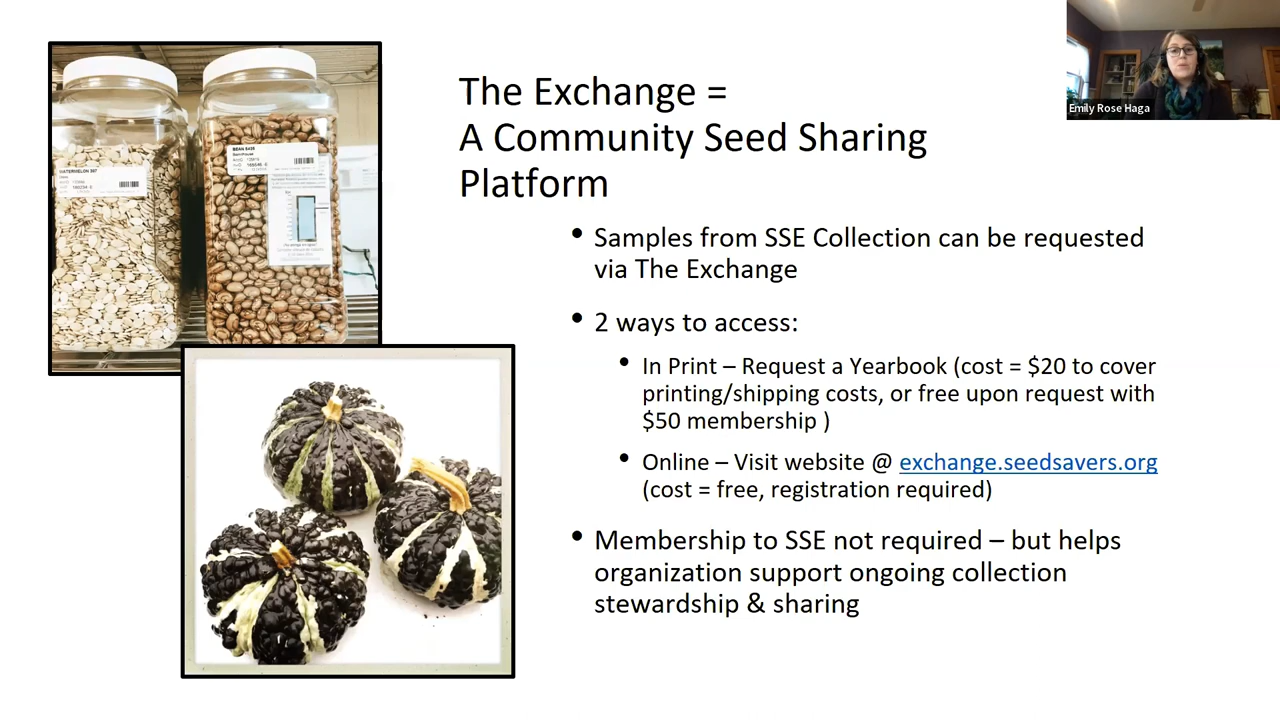 The Exchange =
A Community Seed Sharing
Platform
Emily Rose Haga
• Samples from SSE Collection can be requested
via The Exchange
• 2 ways to access:
• In Print – Request a Yearbook (cost = $20 to cover
printing/shipping costs, or free upon request with
$50 membership )
• Online – Visit website @ exchange.seedsavers.org
(cost = free, registration required)
• Membership to SSE not required – but helps
organization support ongoing collection
stewardship & sharing
WATERMELON 387